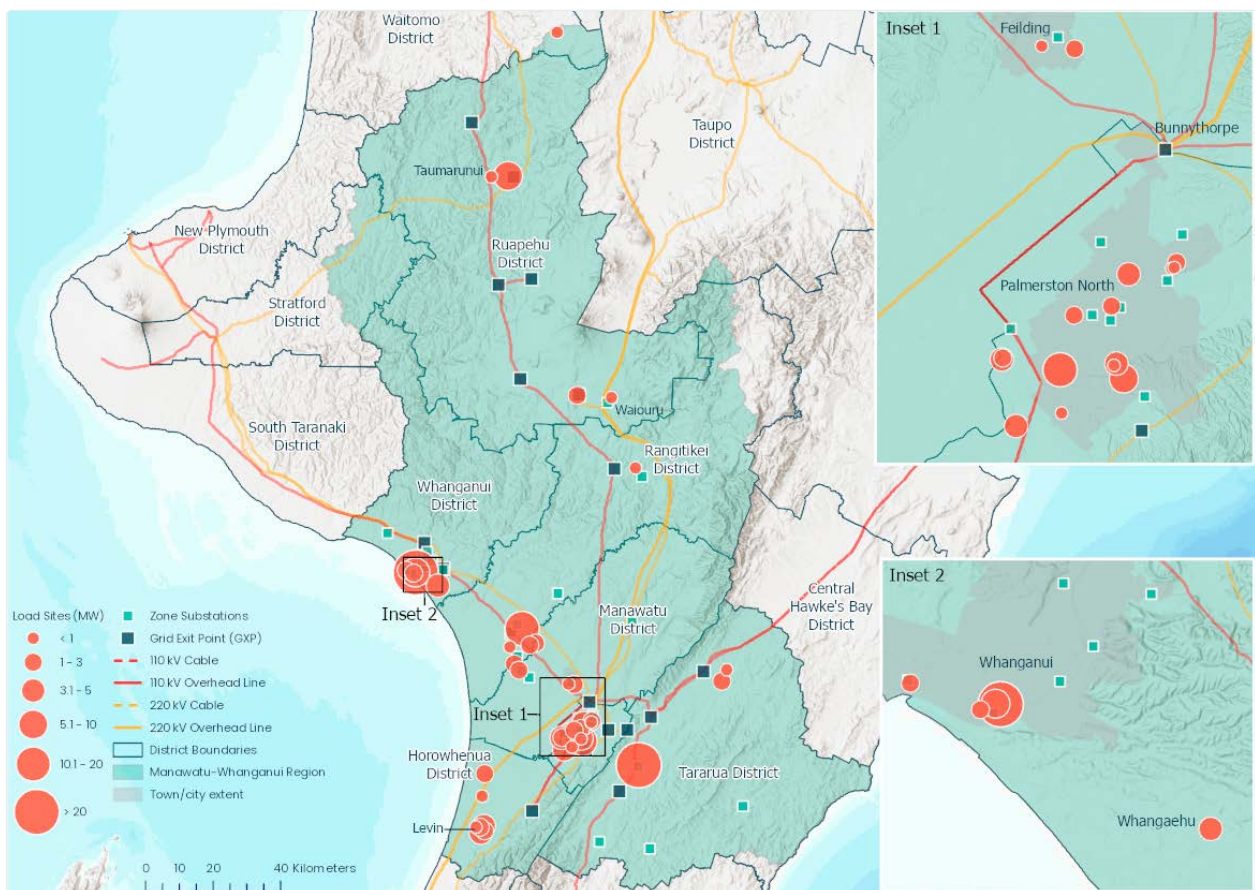 Waitomo
District
Taupo
District
Taumarunui
New Plymouth
District
Ruapehu
District
Stratford
District
South Taranaki
District
Waiouru
Rangitikei
District
Whanganui
District
Central
Hawke's Bay
District
Manawatu
District
Inset 2
Inset 1
Horowhenua
District
Tararua District
Levin
Load Sites (MW)
< 1
1 - 3
3.1 - 5
5.1 - 10
10.1 - 20
> 20
Zone Substations
Grid Exit Point (GXP)
110 kV Cable
110 kV Overhead Line
220 kV Cable
220 kV Overhead Line
District Boundaries
Manawatu-Whanganui Region
Town/city extent
0 10 20 40 Kilometers
Inset 1
Feilding
Bunnythorpe
Palmerston North
Inset 2
Whanganui
Whangaehu